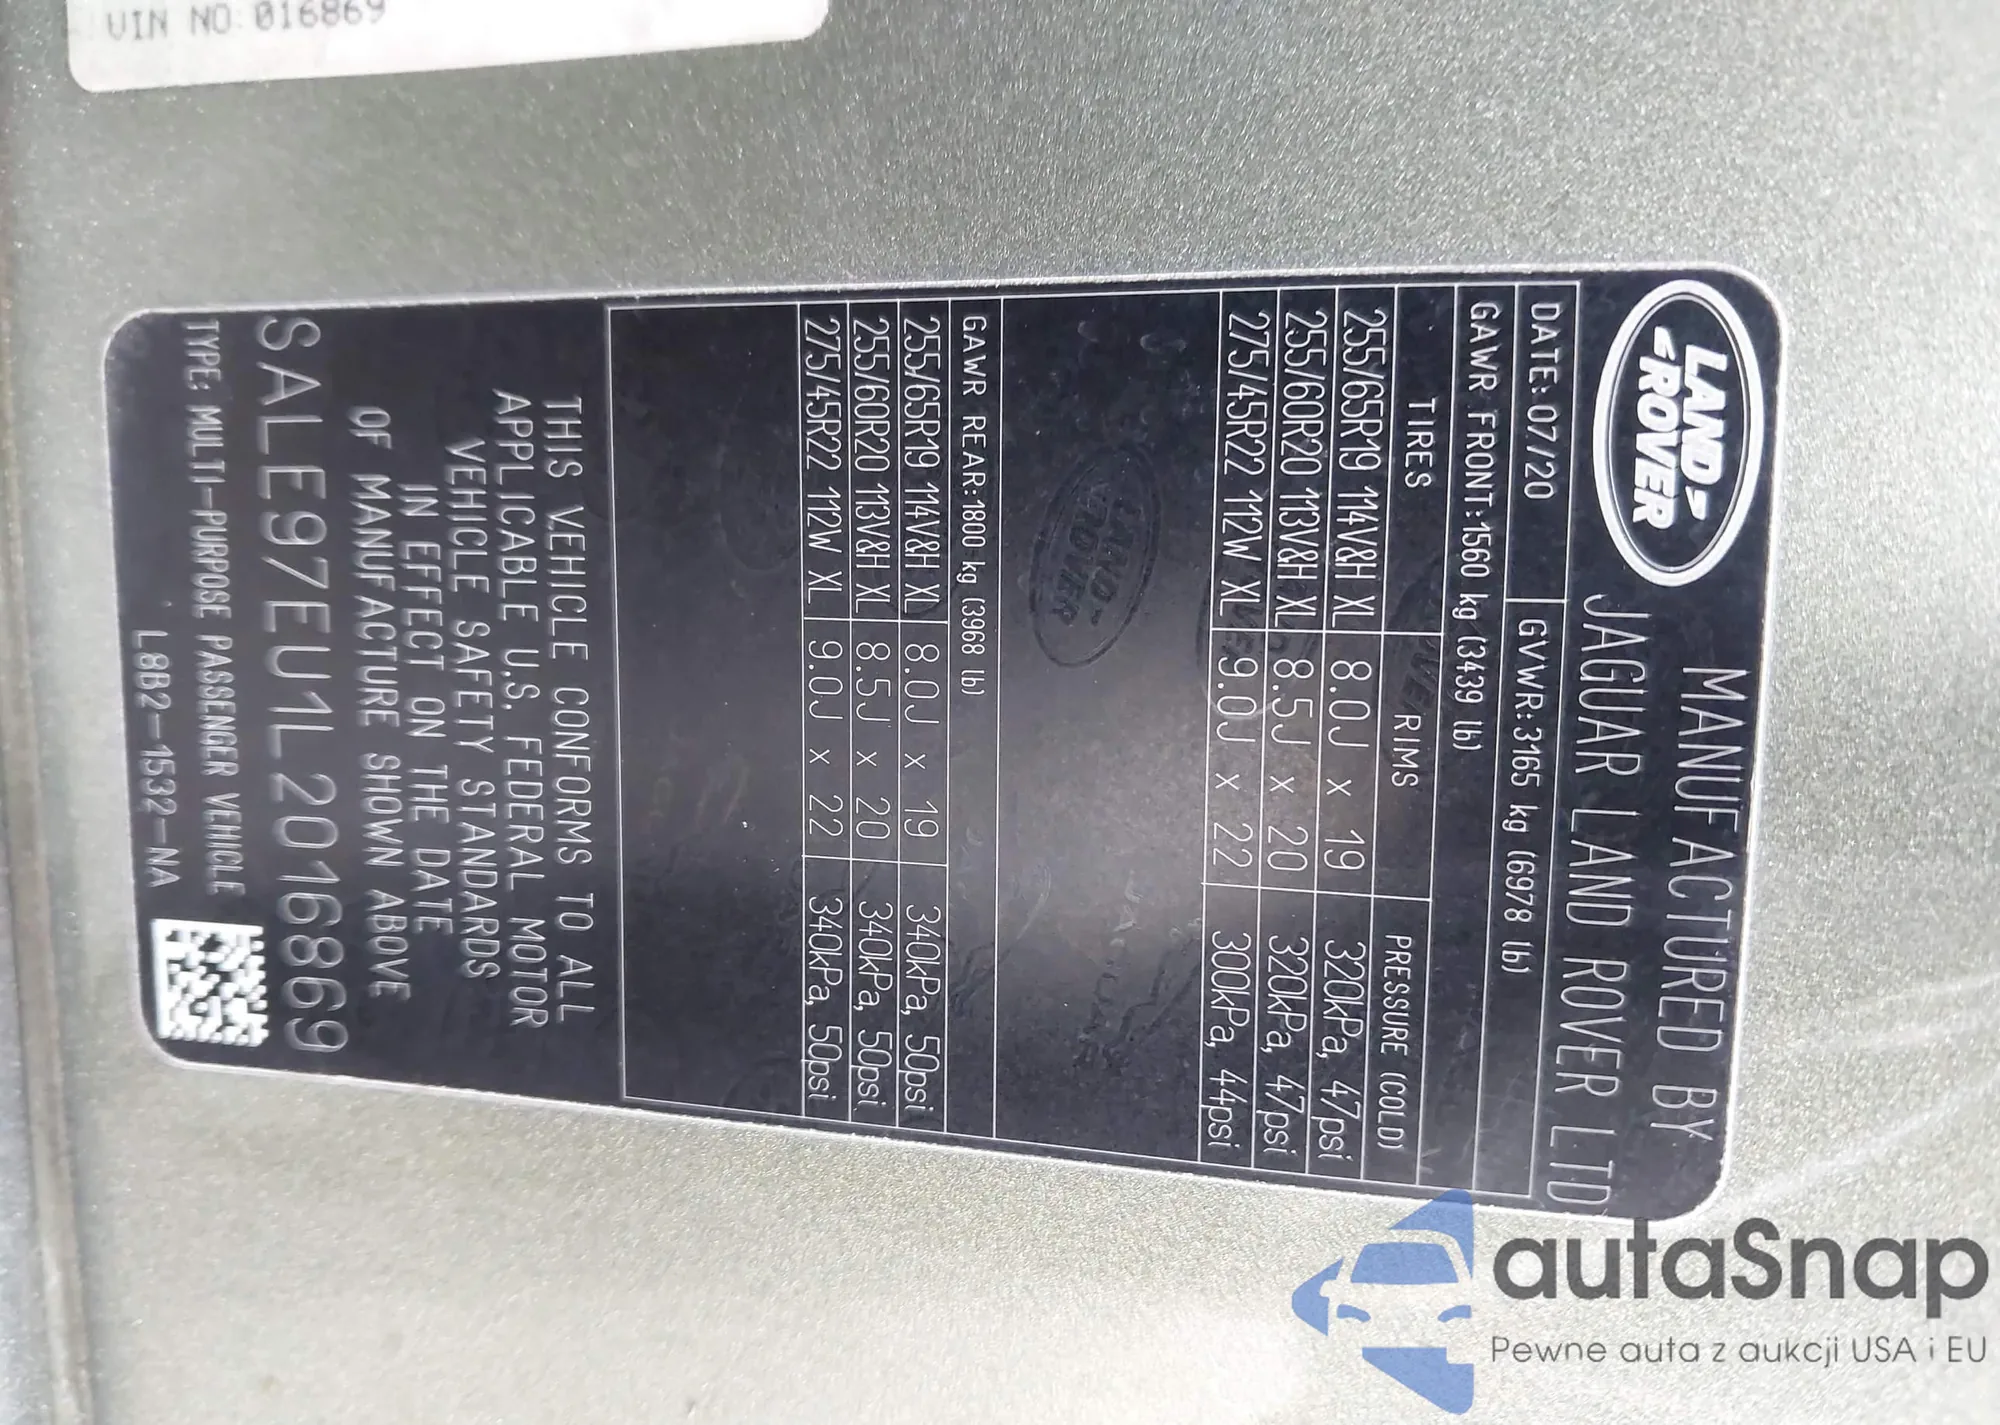 VIN NO: 016869
LAND
ROVER
MANUFACTURED BY
JAGUAR LAND ROVER LTD
DATE:07/20 GVWR:3165 kg (6978 lb)
GAWR FRONT:1560 kg (3439 lb)
TIRES RIMS PRESSURE (COLD)
255/65R19 114V&H XL 8.0J x 19 320kPa, 47psi
255/60R20 113V&H XL 8.5J x 20 320kPa, 47psi
275/45R22 112W XL 9.0J x 22 300kPa, 44psi
GAWR REAR:1800 kg (3968 lb)
255/65R19 114V&H XL 8.0J x 19 340kPa, 50psi
255/60R20 113V&H XL 8.5J x 20 340kPa, 50psi
275/45R22 112W XL 9.0J x 22 340kPa, 50psi
THIS VEHICLE CONFORMS TO ALL
APPLICABLE U.S. FEDERAL MOTOR
VEHICLE SAFETY STANDARDS
IN EFFECT ON THE DATE
OF MANUFACTURE SHOWN ABOVE
SALE97EU1L2016869
TYPE: MULTI-PURPOSE PASSENGER VEHICLE
L8B2-1532-NA
autaSnap
Pewne auta z aukcji USA i EU